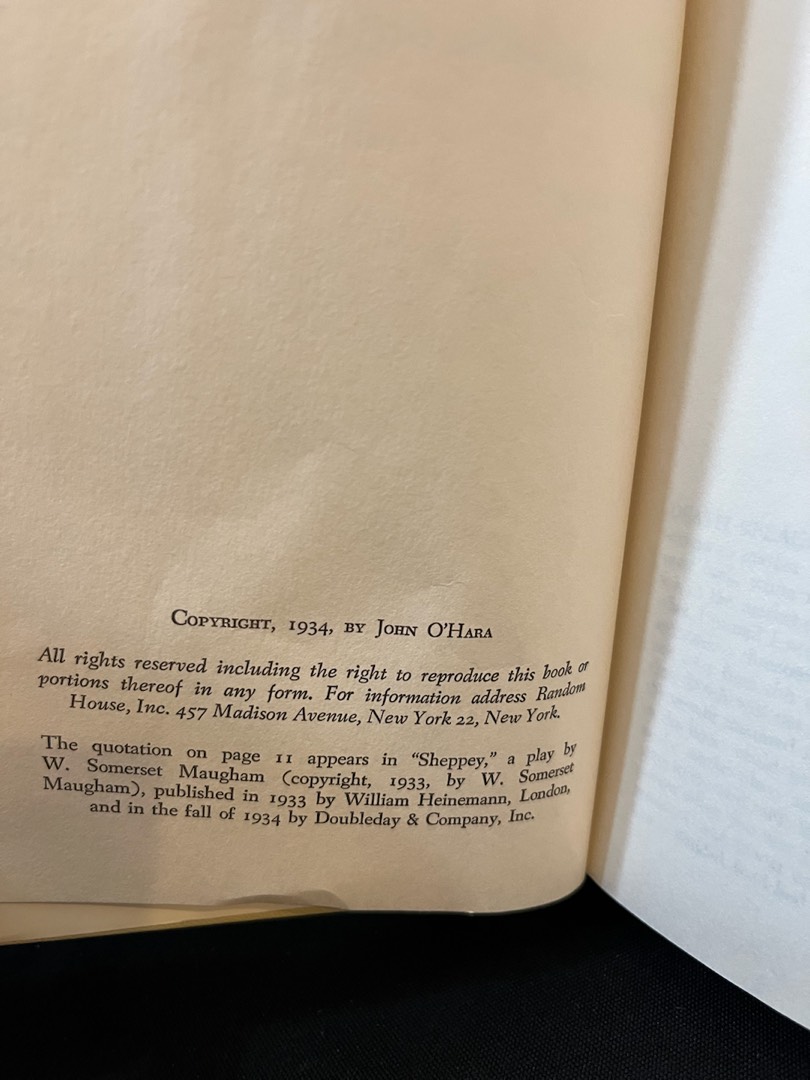 Copyright, 1934, by John O'Hara
All rights reserved including the right to reproduce this book or
portions thereof in any form. For information address Random
House, Inc. 457 Madison Avenue, New York 22, New York.
The quotation on page 11 appears in "Sheppey," a play by
W. Somerset Maugham (copyright, 1933, by W. Somerset
Maugham), published in 1933 by William Heinemann, London,
and in the fall of 1934 by Doubleday & Company, Inc.